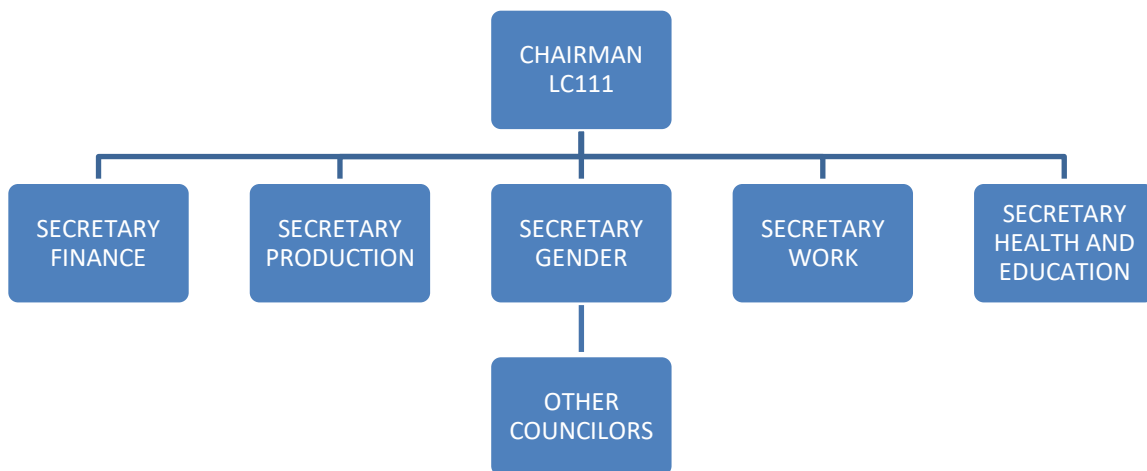 CHAIRMAN
LC111
SECRETARY
FINANCE
SECRETARY
PRODUCTION
SECRETARY
GENDER
SECRETARY
WORK
SECRETARY
HEALTH AND
EDUCATION
OTHER
COUNCILORS